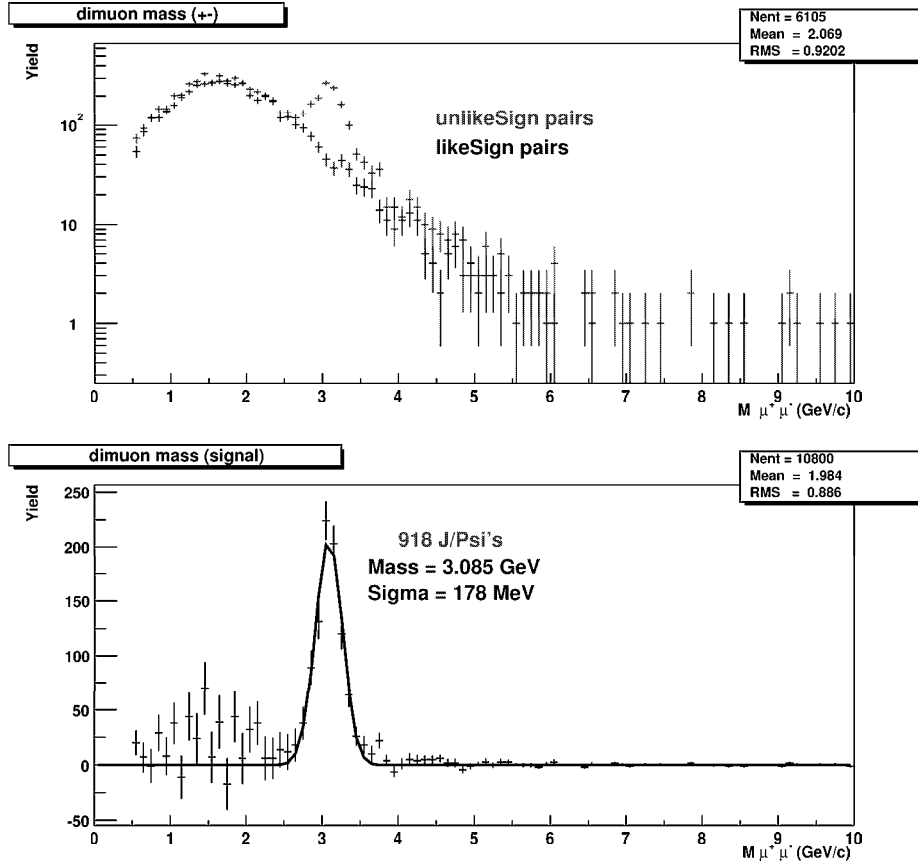 dimuon mass (+-)
Nent = 6105
Mean = 2.069
RMS = 0.9202
Yield
unlikeSign pairs
likeSign pairs
10²
10
1
0 1 2 3 4 5 6 7 8 9 10
M μ⁺ μ⁻ (GeV/c)
dimuon mass (signal)
Nent = 10800
Mean = 1.984
RMS = 0.886
Yield
918 J/Psi's
Mass = 3.085 GeV
Sigma = 178 MeV
250
200
150
100
50
0
-50
0 1 2 3 4 5 6 7 8 9 10
M μ⁺ μ⁻ (GeV/c)